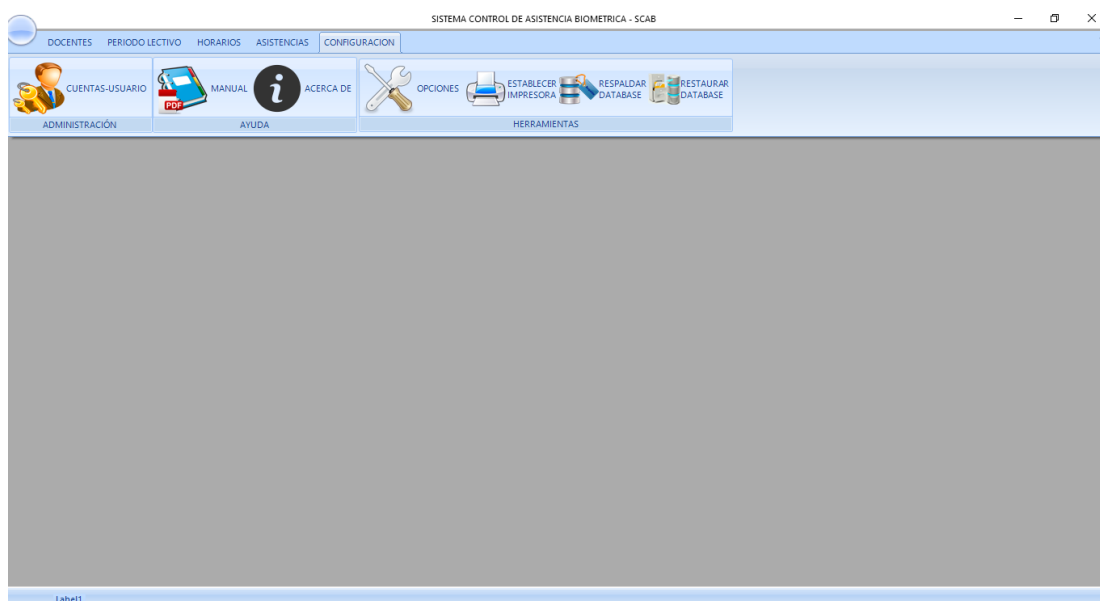 SISTEMA CONTROL DE ASISTENCIA BIOMETRICA - SCAB
DOCENTES PERIODO LECTIVO HORARIOS ASISTENCIAS CONFIGURACION
CUENTAS-USUARIO
PDF
MANUAL
ACERCA DE
OPCIONES
ESTABLECER
IMPRESORA
RESPALDAR
DATABASE
RESTAURAR
DATABASE
ADMINISTRACIÓN
AYUDA
HERRAMIENTAS
Label1